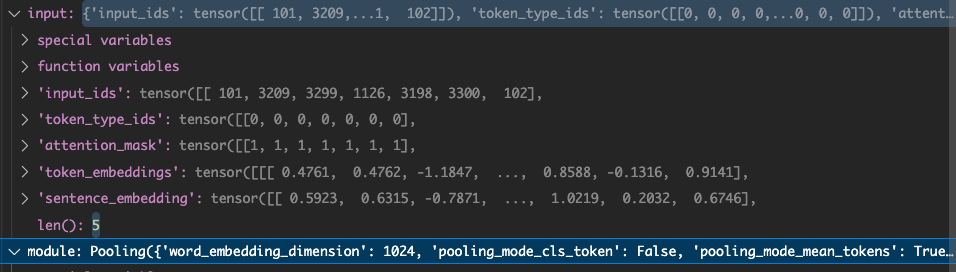 input: {'input_ids': tensor([[ 101, 3209,...1,  102]]), 'token_type_ids': tensor([[0, 0, 0, 0,...0, 0, 0]]), 'attent…
special variables
function variables
'input_ids': tensor([[ 101, 3209, 3299, 1126, 3198, 3300,  102],
'token_type_ids': tensor([[0, 0, 0, 0, 0, 0, 0],
'attention_mask': tensor([[1, 1, 1, 1, 1, 1, 1],
'token_embeddings': tensor([[[ 0.4761,  0.4762, -1.1847,  ...,  0.8588, -0.1316,  0.9141],
'sentence_embedding': tensor([[ 0.5923,  0.6315, -0.7871,  ...,  1.0219,  0.2032,  0.6746],
len(): 5
module: Pooling({'word_embedding_dimension': 1024, 'pooling_mode_cls_token': False, 'pooling_mode_mean_tokens': True…